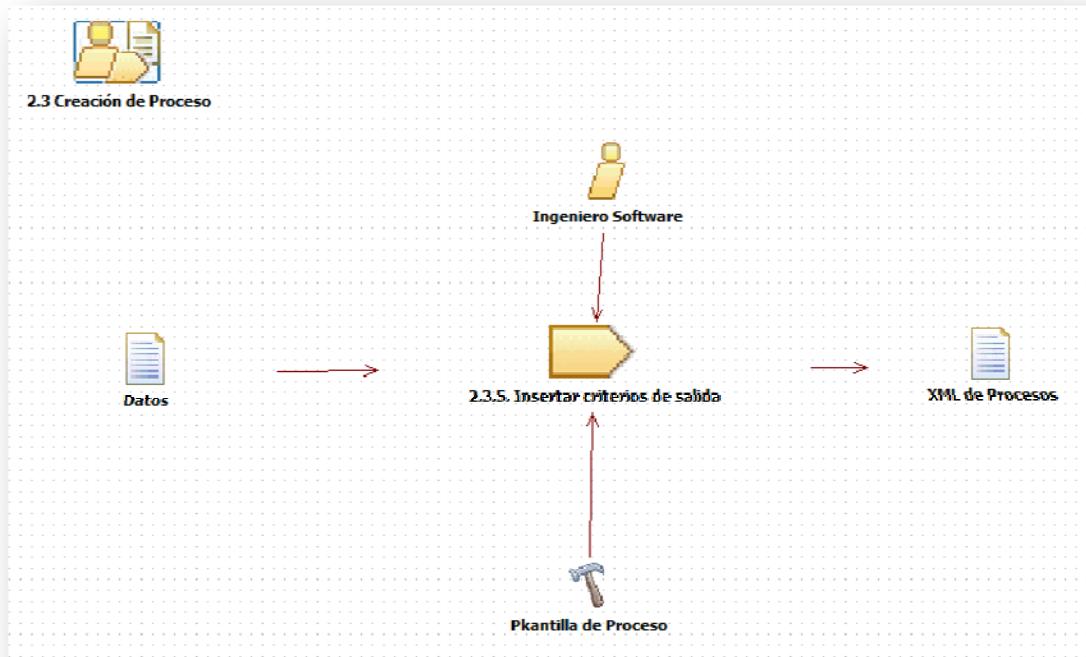 2.3 Creación de Proceso
Ingeniero Software
Datos
2.3.5. Insertar criterios de salida
XML de Procesos
Pkantilla de Proceso